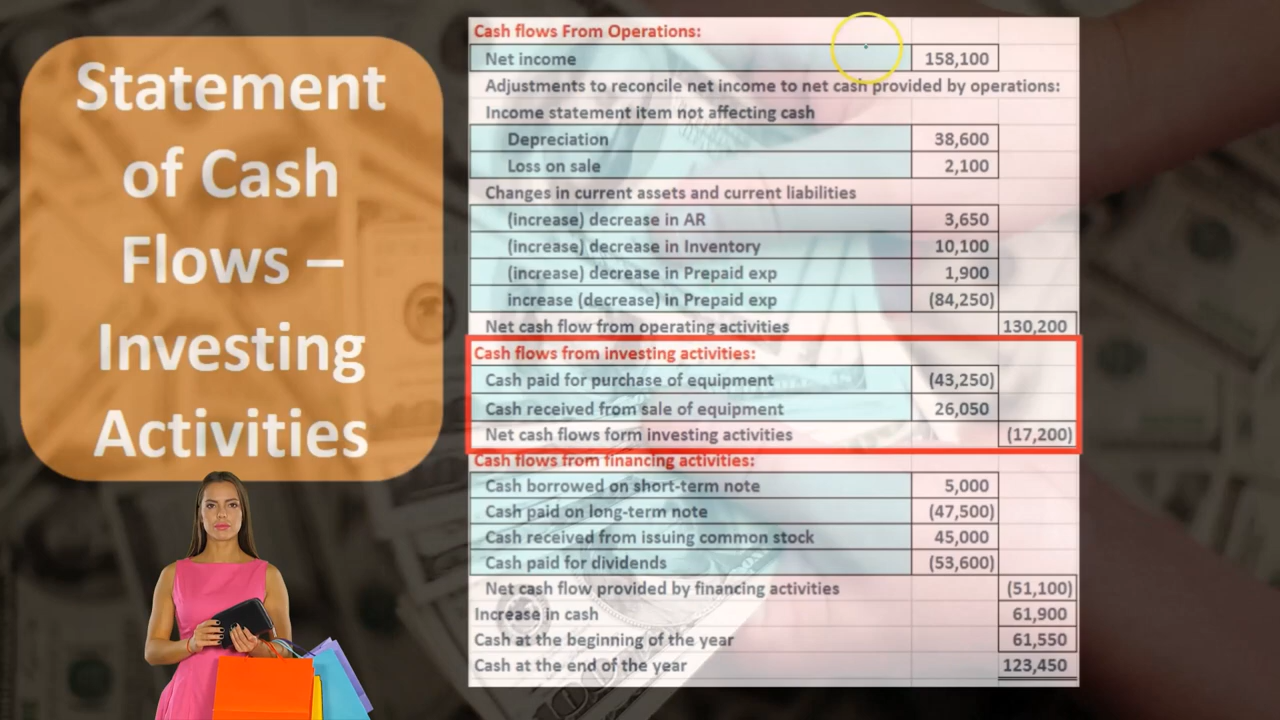 Statement
of Cash
Flows –
Investing
Activities
Cash flows From Operations:
Net income 158,100
Adjustments to reconcile net income to net cash provided by operations:
Income statement item not affecting cash
Depreciation 38,600
Loss on sale 2,100
Changes in current assets and current liabilities
(increase) decrease in AR 3,650
(increase) decrease in Inventory 10,100
(increase) decrease in Prepaid exp 1,900
increase (decrease) in Prepaid exp (84,250)
Net cash flow from operating activities 130,200
Cash flows from investing activities:
Cash paid for purchase of equipment (43,250)
Cash received from sale of equipment 26,050
Net cash flows form investing activities (17,200)
Cash flows from financing activities:
Cash borrowed on short-term note 5,000
Cash paid on long-term note (47,500)
Cash received from issuing common stock 45,000
Cash paid for dividends (53,600)
Net cash flow provided by financing activities (51,100)
Increase in cash 61,900
Cash at the beginning of the year 61,550
Cash at the end of the year 123,450